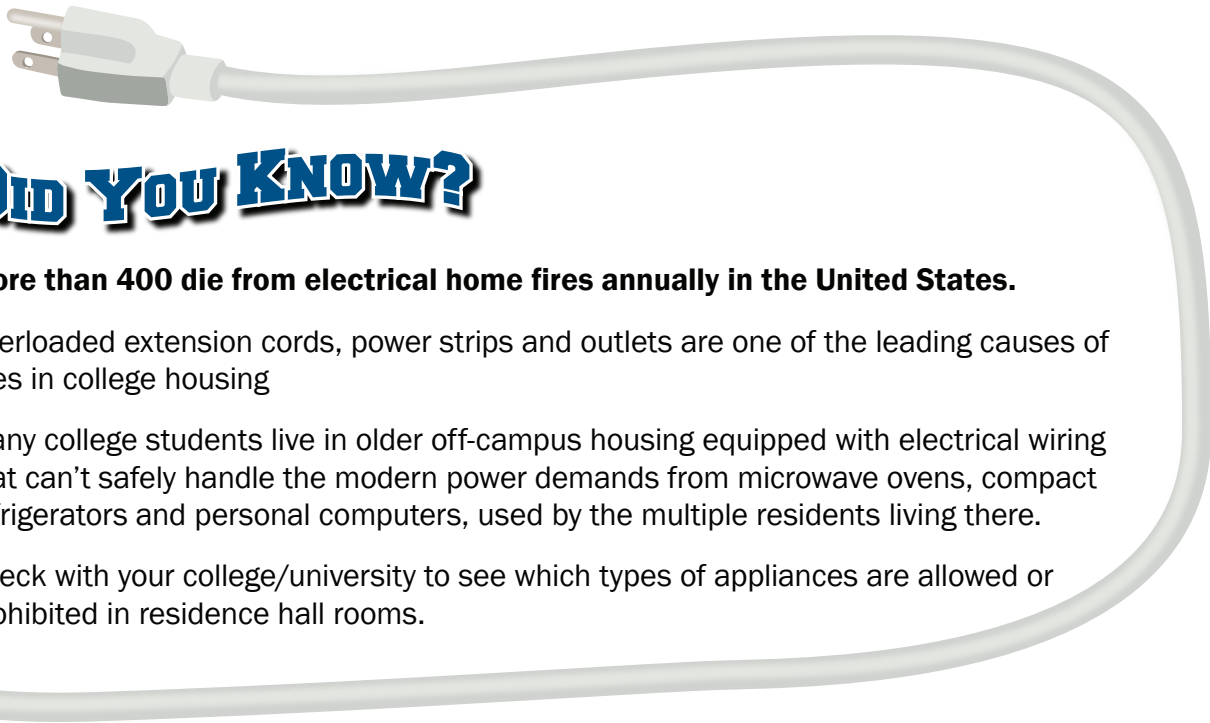 DID YOU KNOW?
ore than 400 die from electrical home fires annually in the United States.
erloaded extension cords, power strips and outlets are one of the leading causes of
es in college housing
any college students live in older off-campus housing equipped with electrical wiring
at can't safely handle the modern power demands from microwave ovens, compact
frigerators and personal computers, used by the multiple residents living there.
eck with your college/university to see which types of appliances are allowed or
ohibited in residence hall rooms.